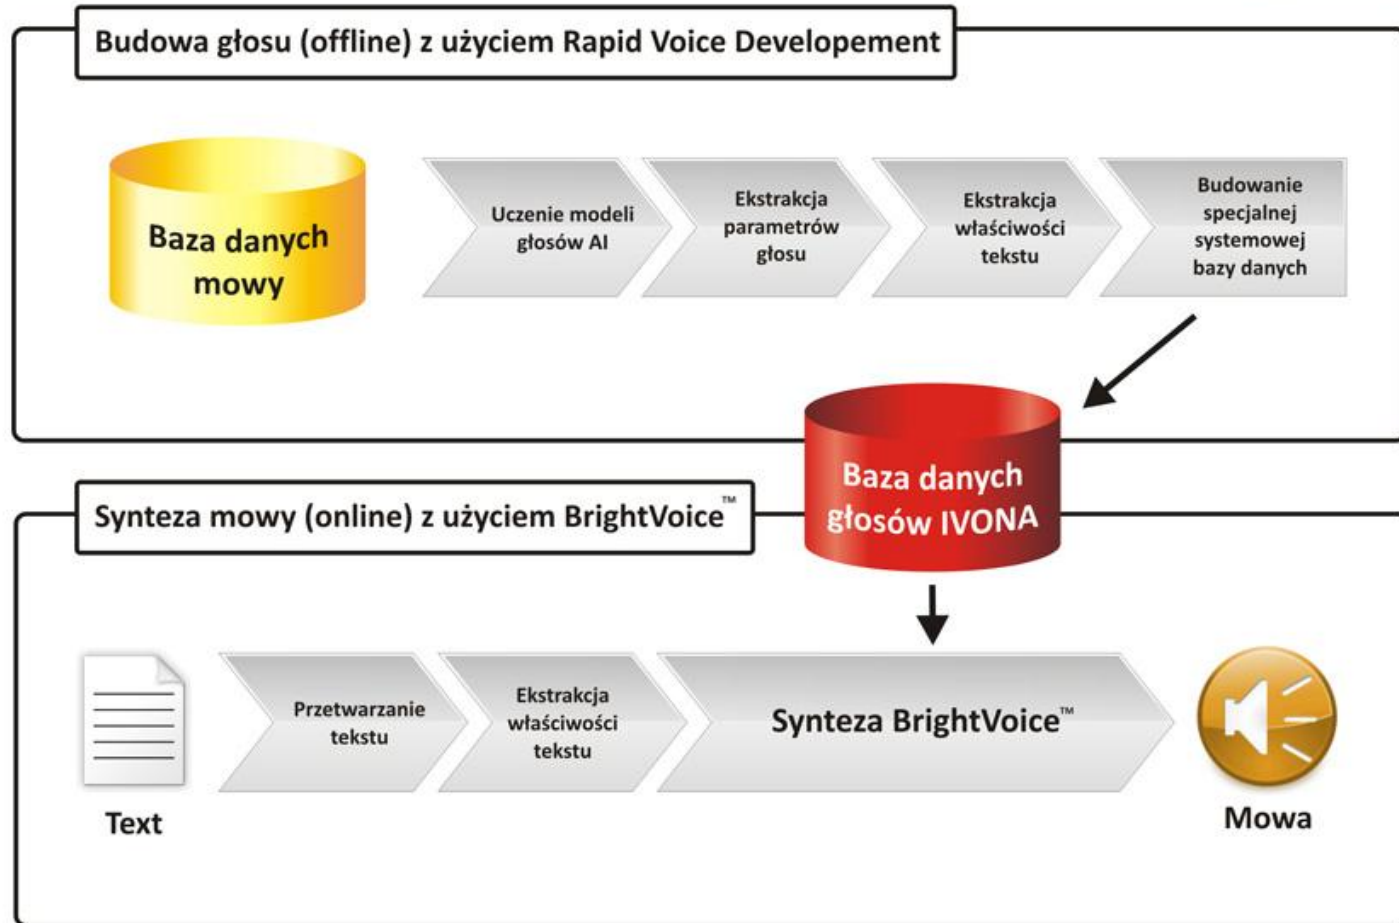 Budowa głosu (offline) z użyciem Rapid Voice Developement
Baza danych
mowy
Uczenie modeli
głosów AI
Ekstrakcja
parametrów
głosu
Ekstrakcja
właściwości
tekstu
Budowanie
specjalnej
systemowej
bazy danych
Baza danych
głosów IVONA
Synteza mowy (online) z użyciem BrightVoice™
Text
Przetwarzanie
tekstu
Ekstrakcja
właściwości
tekstu
Synteza BrightVoice™
Mowa